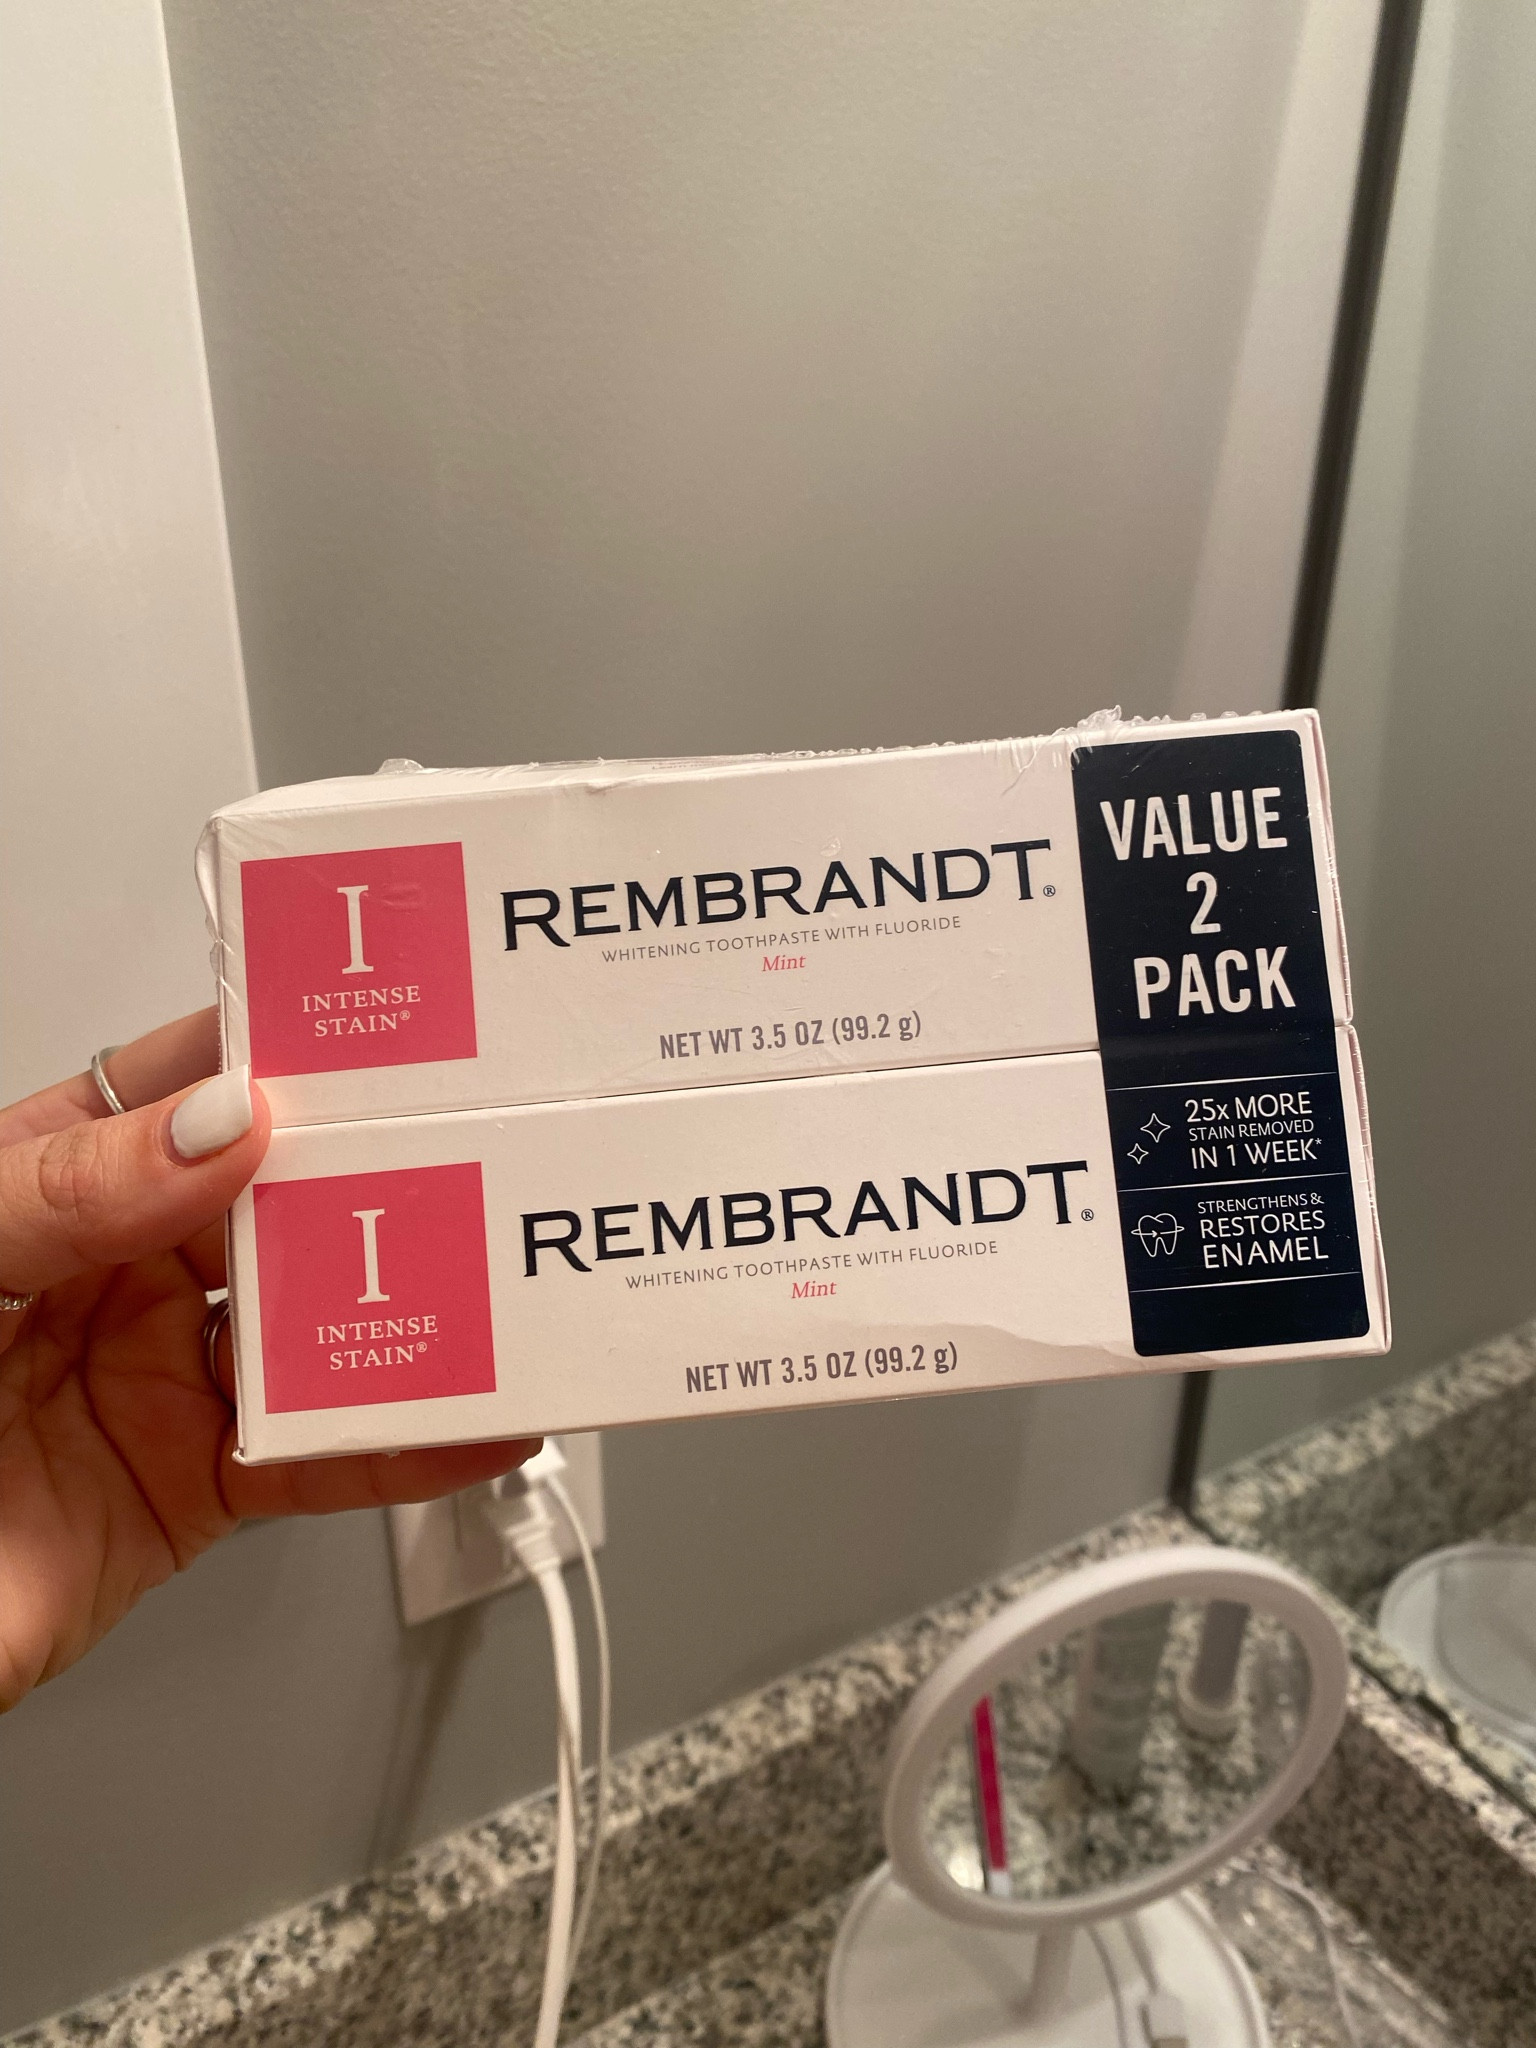 I
INTENSE
STAIN®
REMBRANDT®
WHITENING TOOTHPASTE WITH FLUORIDE
Mint
NET WT 3.5 OZ (99.2 g)
VALUE
2
PACK
I
INTENSE
STAIN®
REMBRANDT®
WHITENING TOOTHPASTE WITH FLUORIDE
Mint
NET WT 3.5 OZ (99.2 g)
25x MORE
STAIN REMOVED
IN 1 WEEK*
STRENGTHENS &
RESTORES
ENAMEL